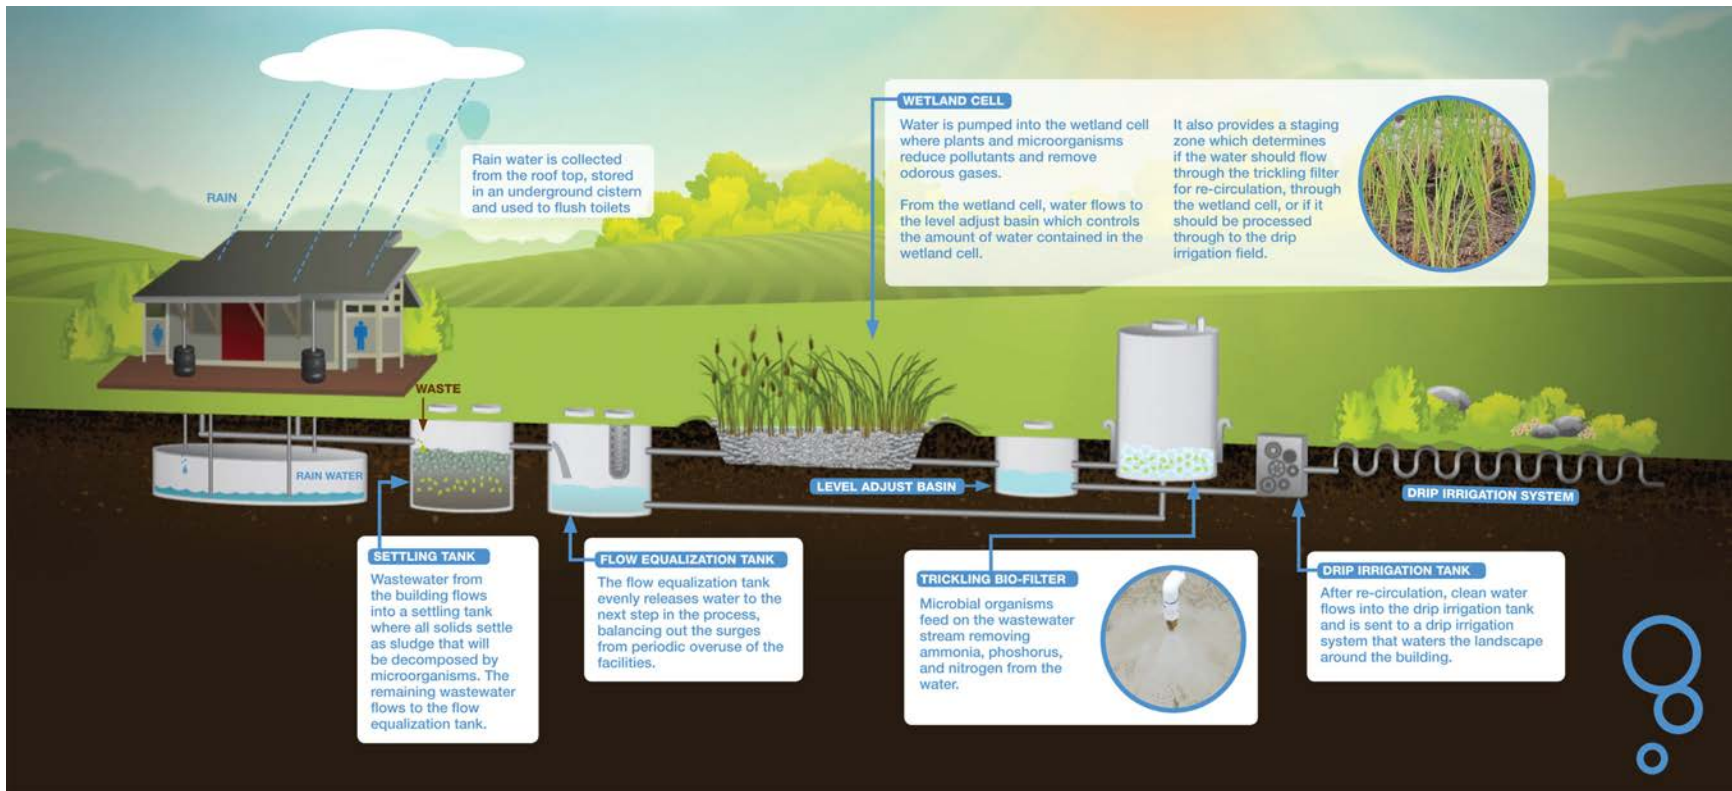 RAIN
Rain water is collected
from the roof top, stored
in an underground cistern
and used to flush toilets
WETLAND CELL
Water is pumped into the wetland cell
where plants and microorganisms
reduce pollutants and remove
odorous gases.
From the wetland cell, water flows to
the level adjust basin which controls
the amount of water contained in the
wetland cell.
It also provides a staging
zone which determines
if the water should flow
through the trickling filter
for re-circulation, through
the wetland cell, or if it
should be processed
through to the drip
irrigation field.
WASTE
RAIN WATER
LEVEL ADJUST BASIN
DRIP IRRIGATION SYSTEM
SETTLING TANK
Wastewater from
the building flows
into a settling tank
where all solids settle
as sludge that will
be decomposed by
microorganisms. The
remaining wastewater
flows to the flow
equalization tank.
FLOW EQUALIZATION TANK
The flow equalization tank
evenly releases water to the
next step in the process,
balancing out the surges
from periodic overuse of the
facilities.
TRICKLING BIO-FILTER
Microbial organisms
feed on the wastewater
stream removing
ammonia, phoshorus,
and nitrogen from the
water.
DRIP IRRIGATION TANK
After re-circulation, clean water
flows into the drip irrigation tank
and is sent to a drip irrigation
system that waters the landscape
around the building.